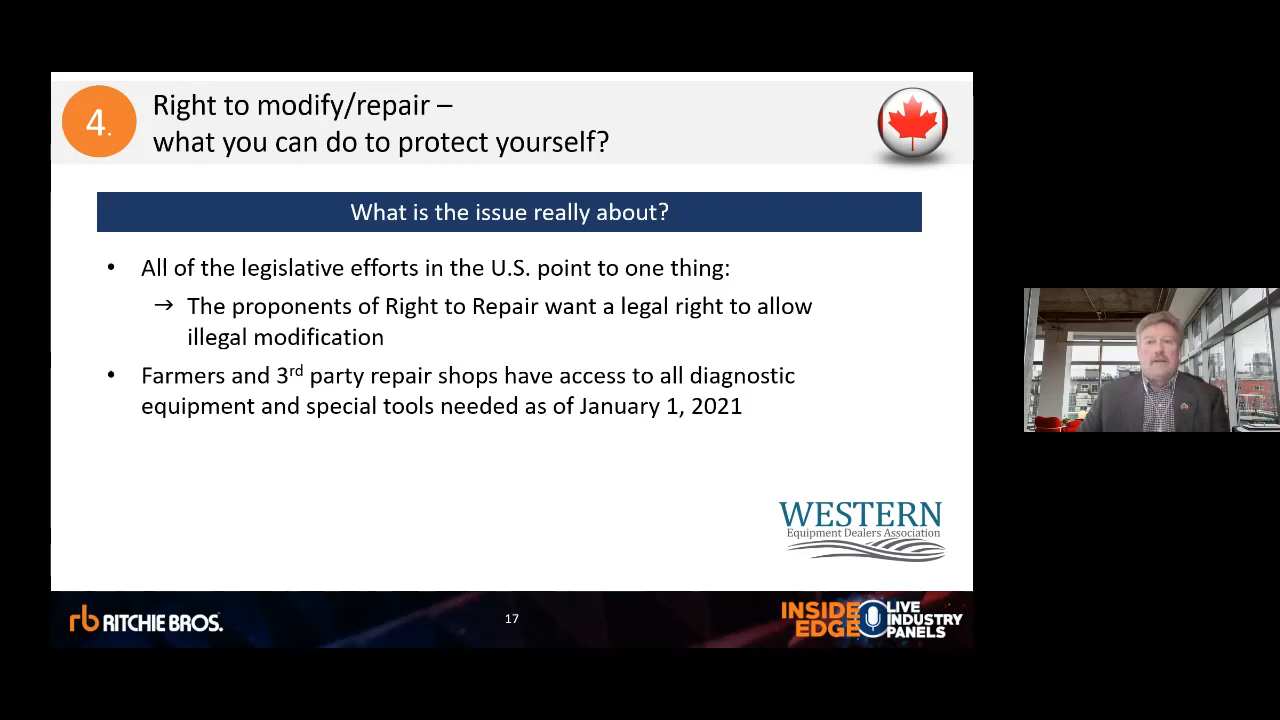 4.
Right to modify/repair –
what you can do to protect yourself?
What is the issue really about?
• All of the legislative efforts in the U.S. point to one thing:
→ The proponents of Right to Repair want a legal right to allow
illegal modification
• Farmers and 3rd party repair shops have access to all diagnostic
equipment and special tools needed as of January 1, 2021
WESTERN
Equipment Dealers Association
rb RITCHIE BROS.
17
INSIDE
EDGE
LIVE
INDUSTRY
PANELS